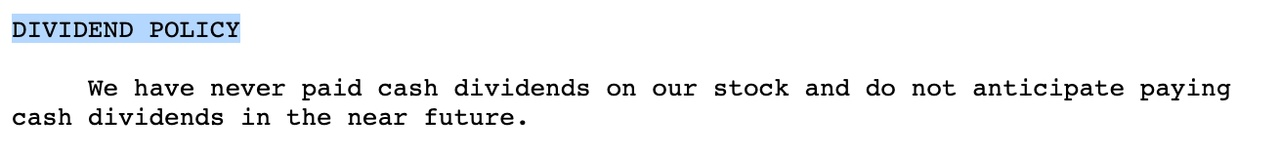 DIVIDEND POLICY
We have never paid cash dividends on our stock and do not anticipate paying
cash dividends in the near future.